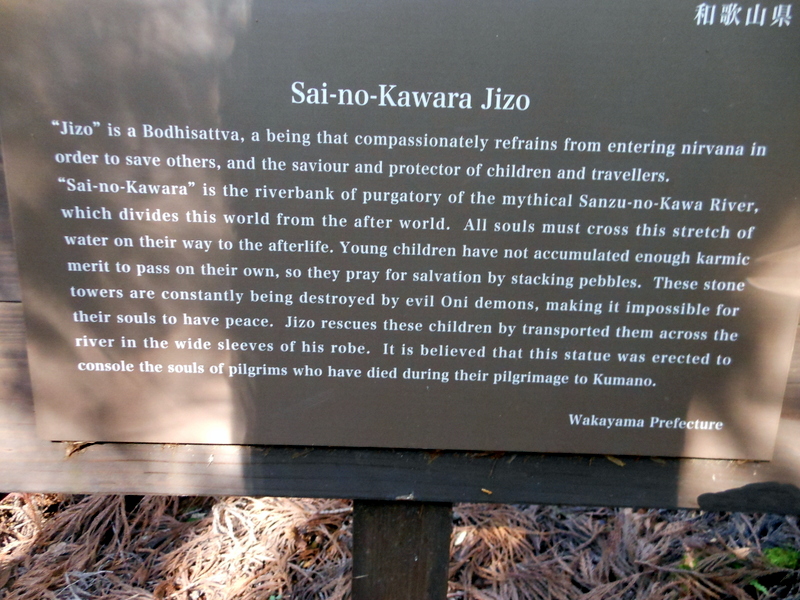 和歌山県
Sai-no-Kawara Jizo
“Jizo” is a Bodhisattva, a being that compassionately refrains from entering nirvana in
order to save others, and the saviour and protector of children and travellers.
“Sai-no-Kawara” is the riverbank of purgatory of the mythical Sanzu-no-Kawa River,
which divides this world from the after world. All souls must cross this stretch of
water on their way to the afterlife. Young children have not accumulated enough karmic
merit to pass on their own, so they pray for salvation by stacking pebbles. These stone
towers are constantly being destroyed by evil Oni demons, making it impossible for
their souls to have peace. Jizo rescues these children by transported them across the
river in the wide sleeves of his robe. It is believed that this statue was erected to
console the souls of pilgrims who have died during their pilgrimage to Kumano.
Wakayama Prefecture